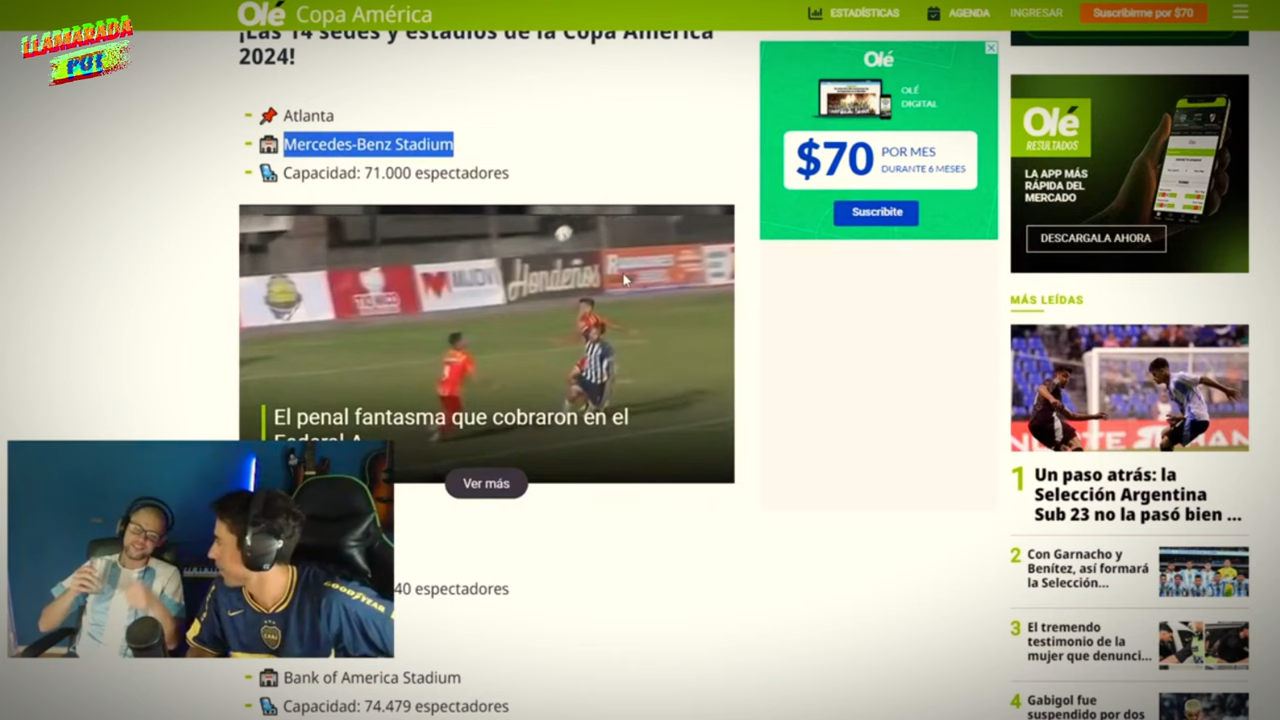 Olé Copa América
ESTADÍSTICAS
AGENDA
INGRESAR
Suscribirme por $70
LLAMARADA
POT
¡Las 14 sedes y estadios de la Copa América
2024!
Atlanta
Mercedes-Benz Stadium
Capacidad: 71.000 espectadores
Hondeños
El penal fantasma que cobraron en el
Federal A
Ver más
40 espectadores
Bank of America Stadium
Capacidad: 74.479 espectadores
GOODYEAR
Olé
OLÉ
DIGITAL
$70 POR MES
DURANTE 6 MESES
Suscribite
Olé
RESULTADOS
LA APP MÁS
RÁPIDA DEL
MERCADO
DESCARGALA AHORA
MÁS LEÍDAS
1 Un paso atrás: la
Selección Argentina
Sub 23 no la pasó bien ...
2 Con Garnacho y
Benítez, así formará
la Selección...
3 El tremendo
testimonio de la
mujer que denunci...
4 Gabigol fue
suspendido por dos